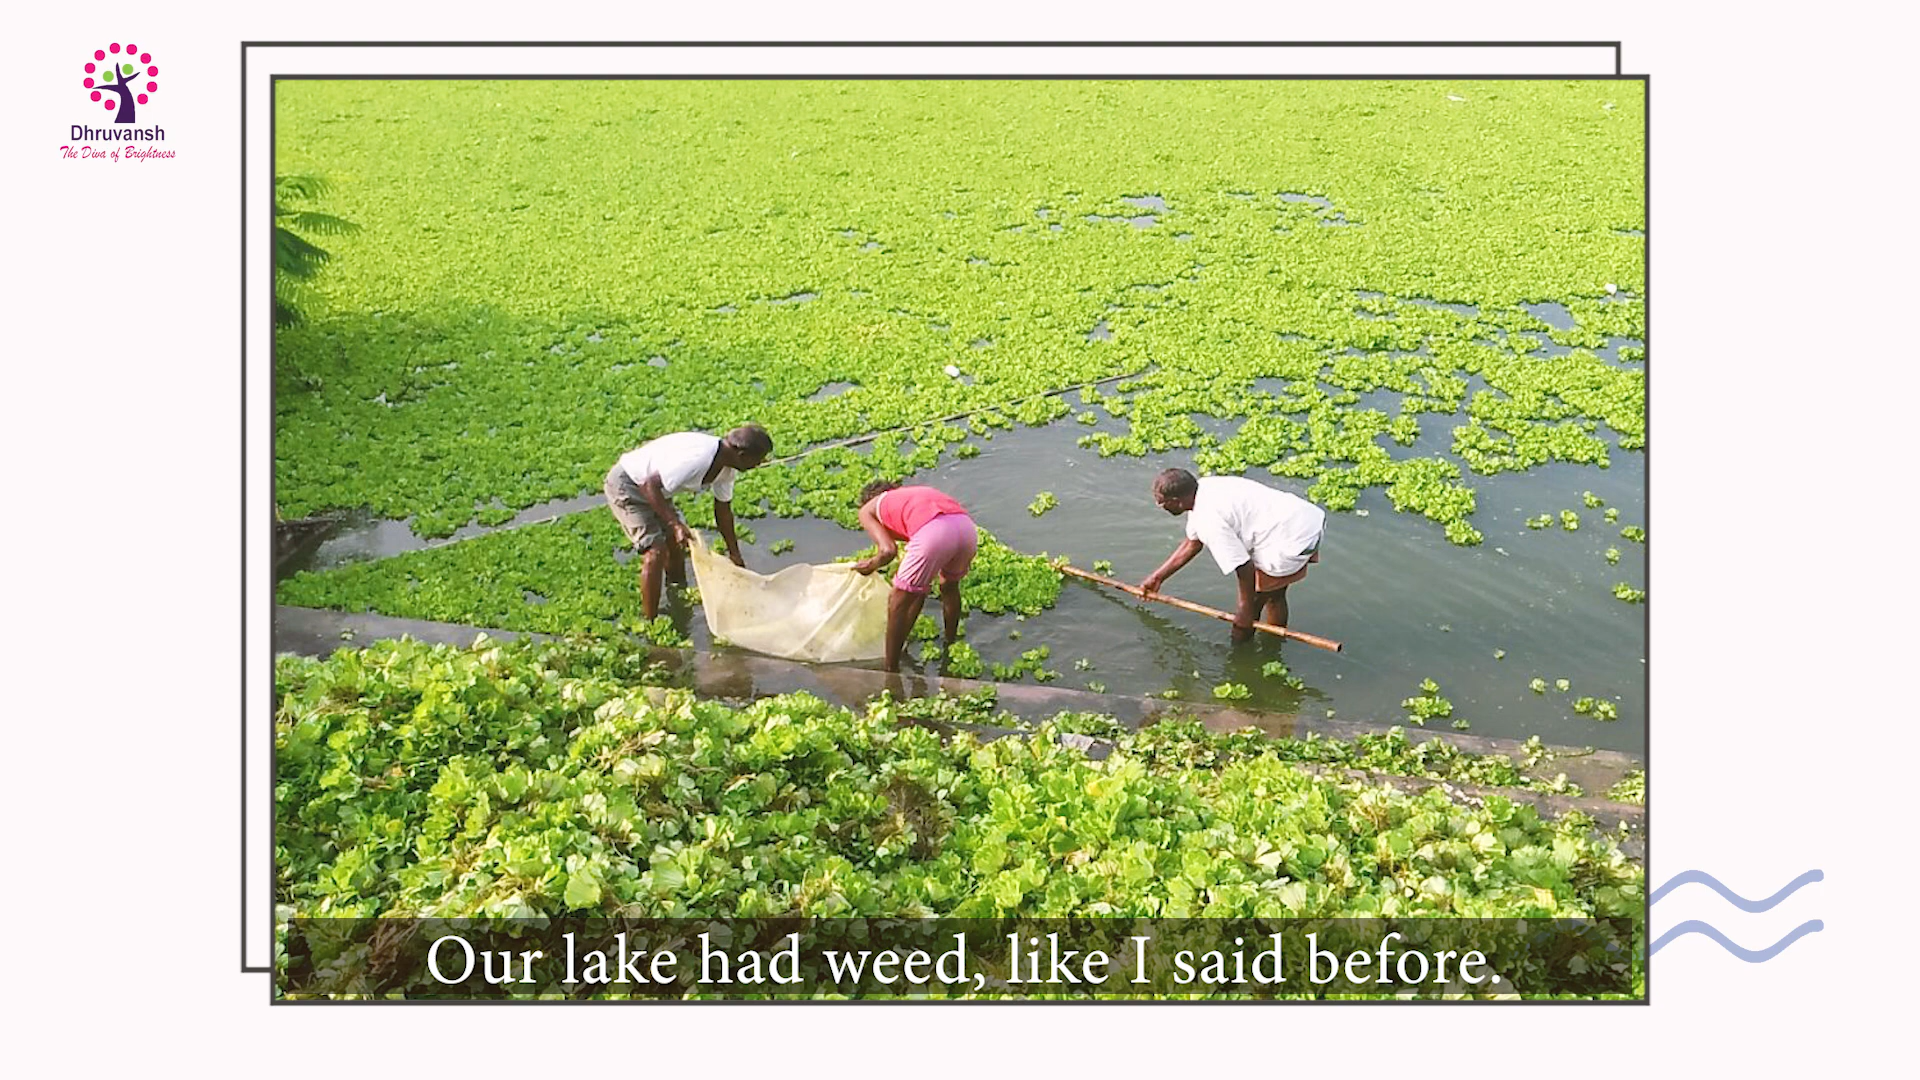 Dhruvansh
The Diva of Brightness
Our lake had weed, like I said before.